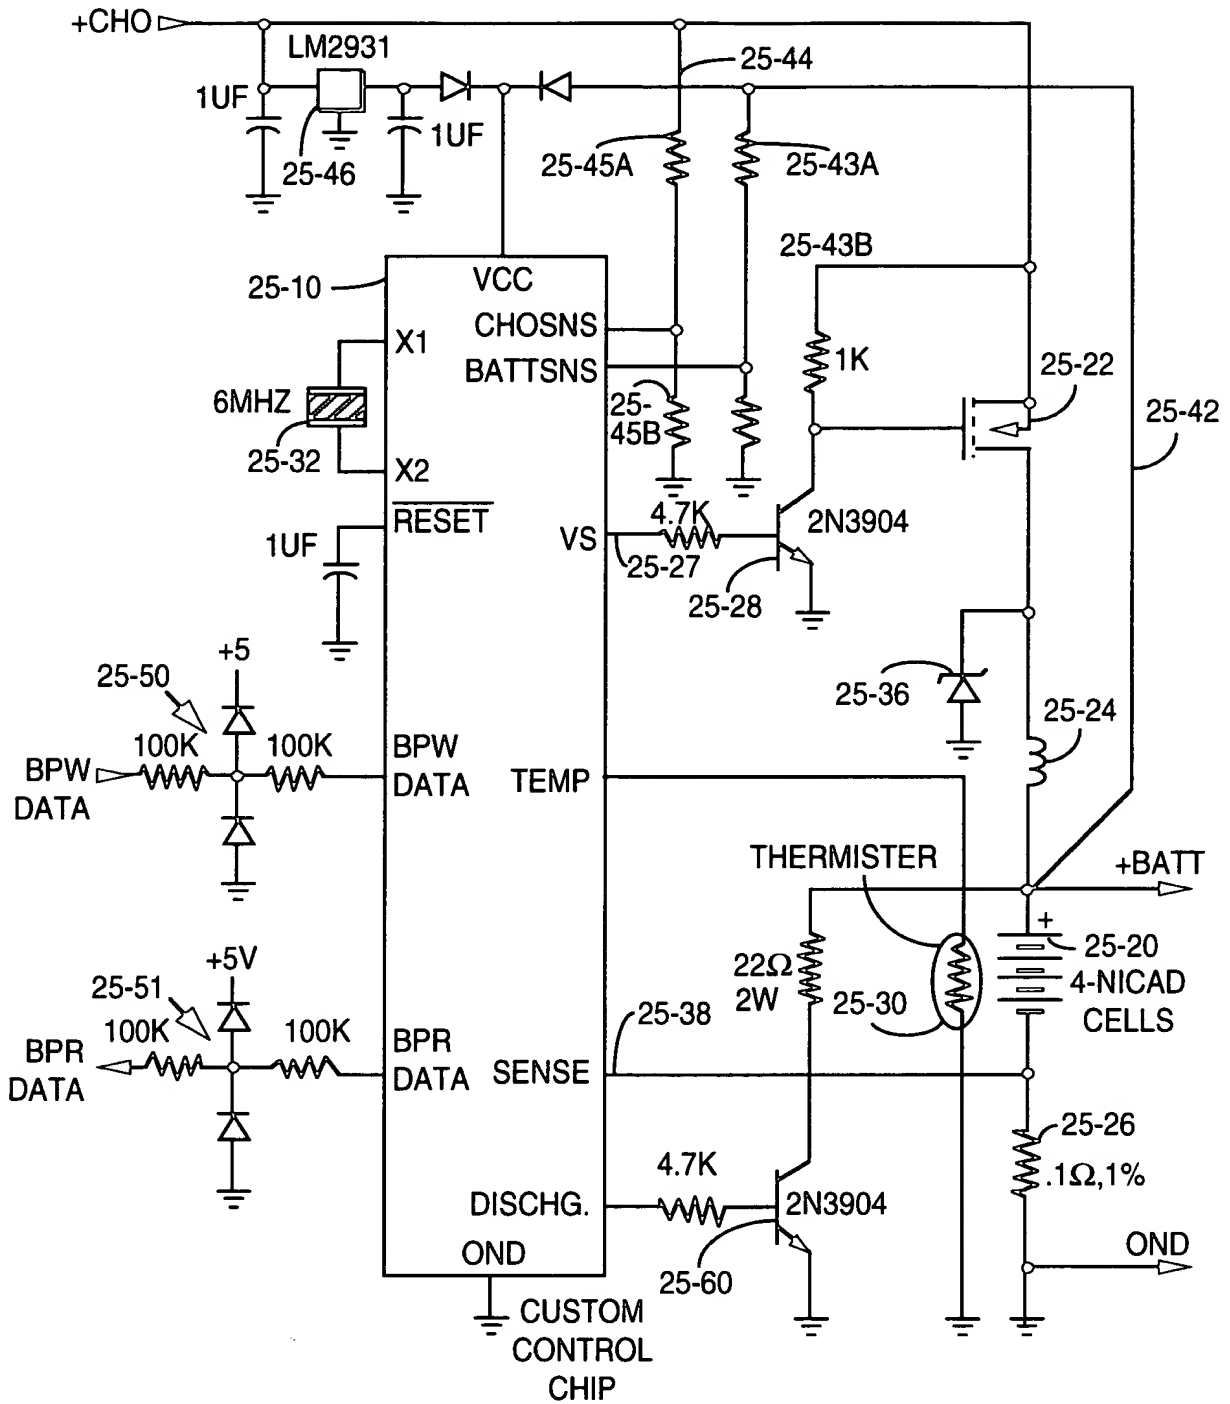 +CHO
LM2931
25-44
1UF
1UF
25-46
25-45A
25-43A
25-43B
25-10
VCC
CHOSNS
X1
BATTSNS
1K
25-22
6MHZ
25-
45B
25-42
25-32
X2
RESET
4.7K
2N3904
1UF
VS
25-27
25-28
+5
25-50
25-36
25-24
100K
100K
BPW
DATA
BPW
DATA
TEMP
THERMISTER
+BATT
+
25-20
4-NICAD
CELLS
+5V
22Ω
2W
25-51
25-30
25-38
100K
100K
BPR
DATA
BPR
DATA
SENSE
25-26
.1Ω,1%
4.7K
DISCHG.
2N3904
OND
OND
25-60
CUSTOM
CONTROL
CHIP